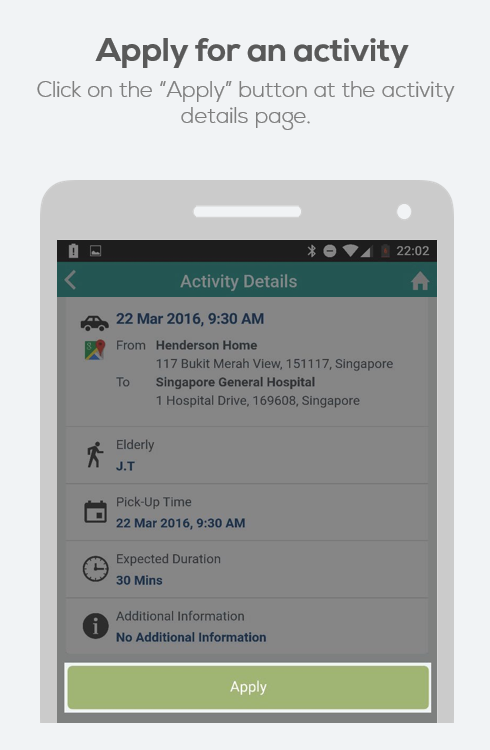 Apply for an activity
Click on the “Apply” button at the activity
details page.
22:02
Activity Details
22 Mar 2016, 9:30 AM
From Henderson Home
117 Bukit Merah View, 151117, Singapore
To Singapore General Hospital
1 Hospital Drive, 169608, Singapore
Elderly
J.T
Pick-Up Time
22 Mar 2016, 9:30 AM
Expected Duration
30 Mins
Additional Information
No Additional Information
Apply